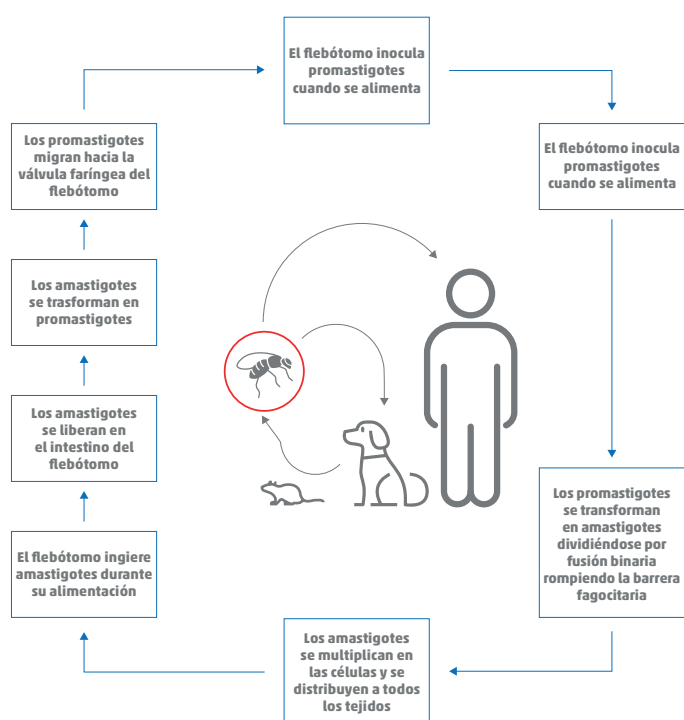 El flebótomo inocula
promastigotes
cuando se alimenta
El flebótomo inocula
promastigotes
cuando se alimenta
Los promastigotes
se transforman
en amastigotes
dividiéndose por
fusión binaria
rompiendo la barrera
fagocitaria
Los amastigotes
se multiplican en
las células y se
distribuyen a todos
los tejidos
El flebótomo ingiere
amastigotes durante
su alimentación
Los amastigotes
se liberan en
el intestino del
flebótomo
Los amastigotes
se trasforman en
promastigotes
Los promastigotes
migran hacia la
válvula faríngea del
flebótomo